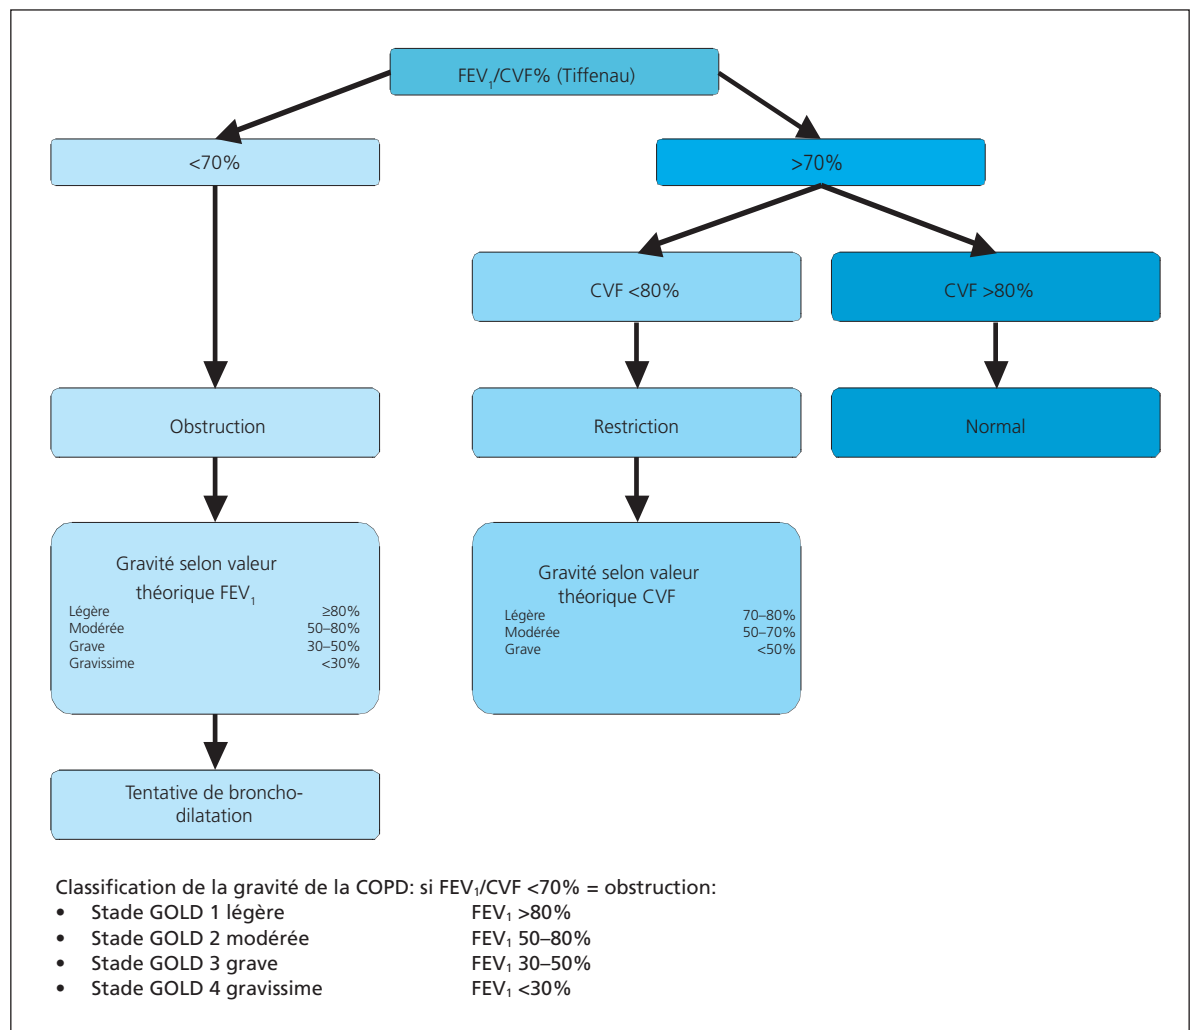 FEV₁/CVF% (Tiffenau)
<70%
>70%
CVF <80%
CVF >80%
Obstruction
Restriction
Normal
Gravité selon valeur
théorique FEV₁
Légère ≥80%
Modérée 50–80%
Grave 30–50%
Gravissime <30%
Gravité selon valeur
théorique CVF
Légère 70–80%
Modérée 50–70%
Grave <50%
Tentative de broncho-
dilatation
Classification de la gravité de la COPD: si FEV₁/CVF <70% = obstruction:
• Stade GOLD 1 légère FEV₁ >80%
• Stade GOLD 2 modérée FEV₁ 50–80%
• Stade GOLD 3 grave FEV₁ 30–50%
• Stade GOLD 4 gravissime FEV₁ <30%